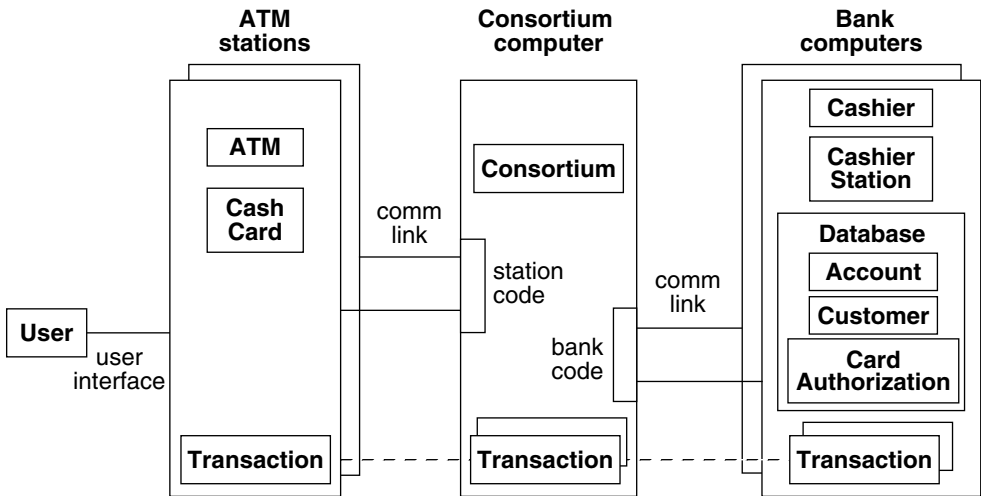 ATM
stations
Consortium
computer
Bank
computers
Cashier
ATM
Consortium
Cashier
Station
Cash
Card
comm
link
Database
station
code
Account
comm
link
User
user
interface
Customer
bank
code
Card
Authorization
Transaction
Transaction
Transaction